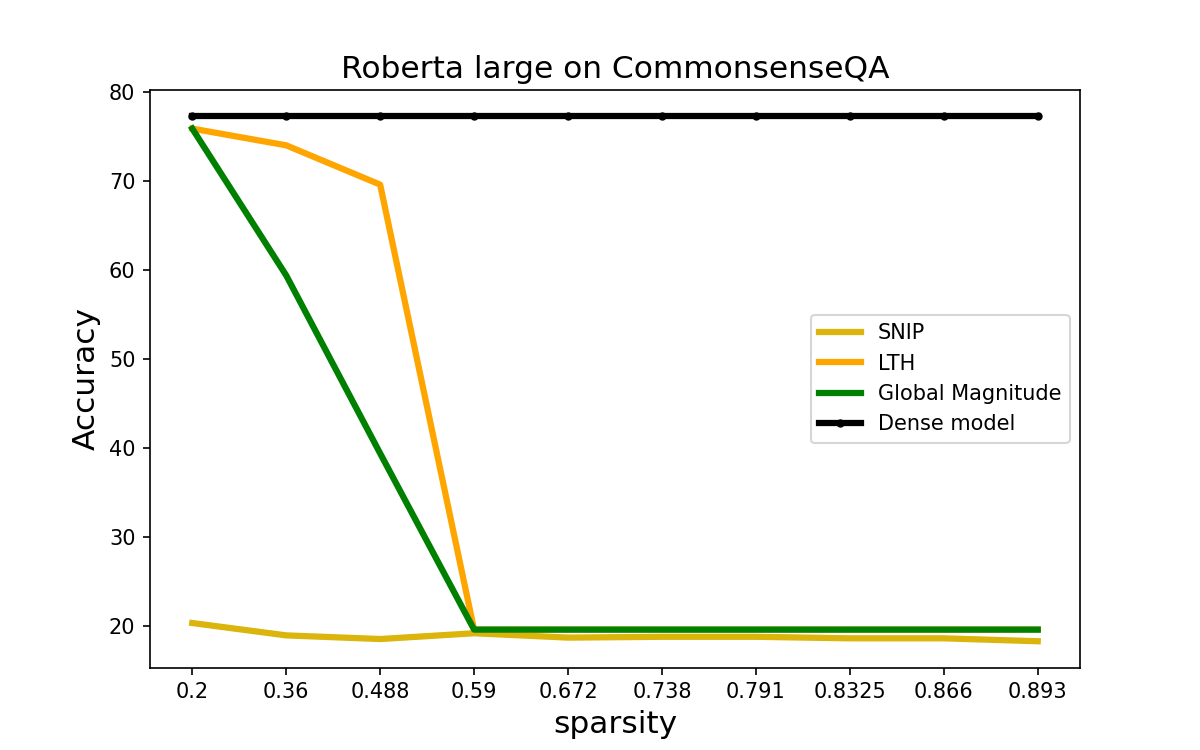 Roberta large on CommonsenseQA
80
70
60
50
40
30
20
Accuracy
SNIP
LTH
Global Magnitude
Dense model
0.2 0.36 0.488 0.59 0.672 0.738 0.791 0.8325 0.866 0.893
sparsity